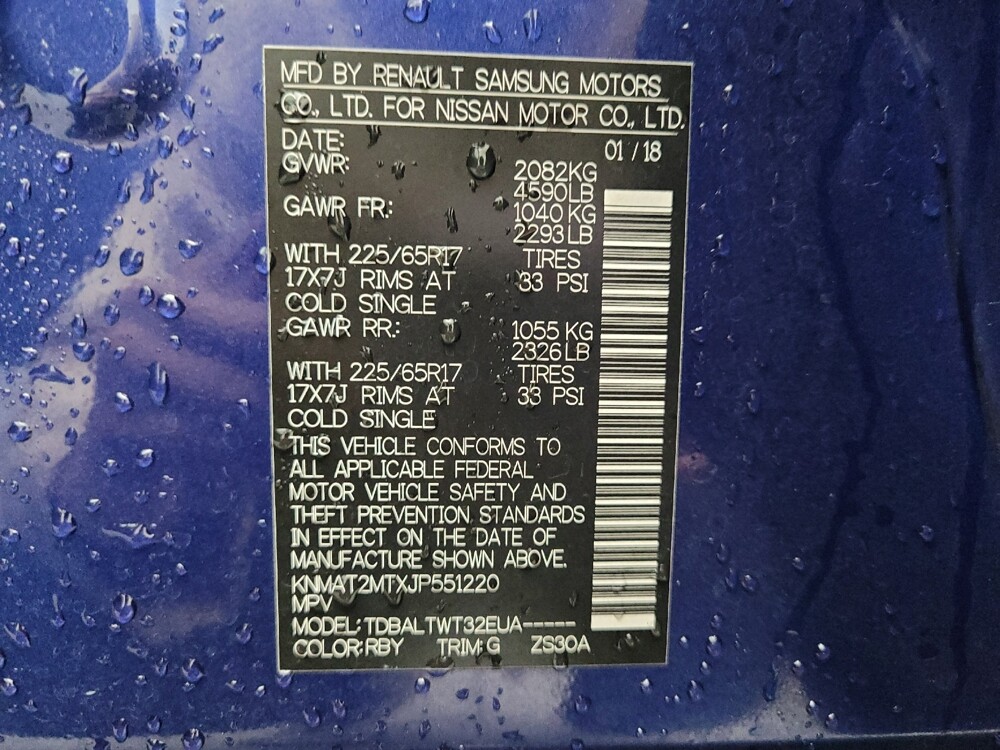 MFD BY RENAULT SAMSUNG MOTORS
CO., LTD. FOR NISSAN MOTOR CO., LTD.
DATE: 01 / 18
GVWR: 2082KG
4590LB
GAWR FR.: 1040 KG
2293LB
WITH 225/65R17 TIRES
17X7J RIMS AT 33 PSI
COLD SINGLE
GAWR RR.: 1055 KG
2326LB
WITH 225/65R17 TIRES
17X7J RIMS AT 33 PSI
COLD SINGLE
THIS VEHICLE CONFORMS TO
ALL APPLICABLE FEDERAL
MOTOR VEHICLE SAFETY AND
THEFT PREVENTION STANDARDS
IN EFFECT ON THE DATE OF
MANUFACTURE SHOWN ABOVE.
KNMAT2MTXJP551220
MPV
MODEL: TDBALTWT32EUA-----
COLOR:RBY TRIM:G ZS30A